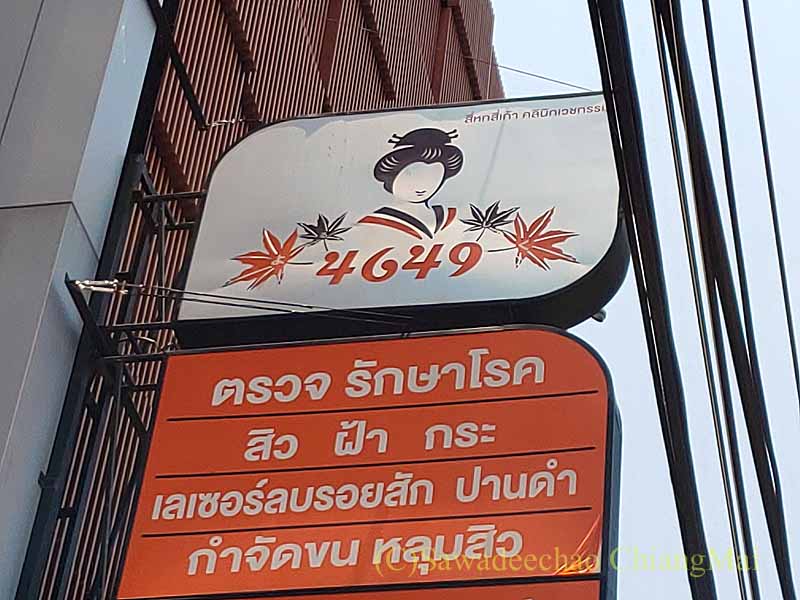 สี่หกสี่เก้า คลินิกเวชกรรม
4649
ตรวจ รักษาโรค
สิว ฝ้า กระ
เลเซอร์ลบรอยสัก ปานดำ
กำจัดขน หลุมสิว
(C)Sawadeechao ChiangMai